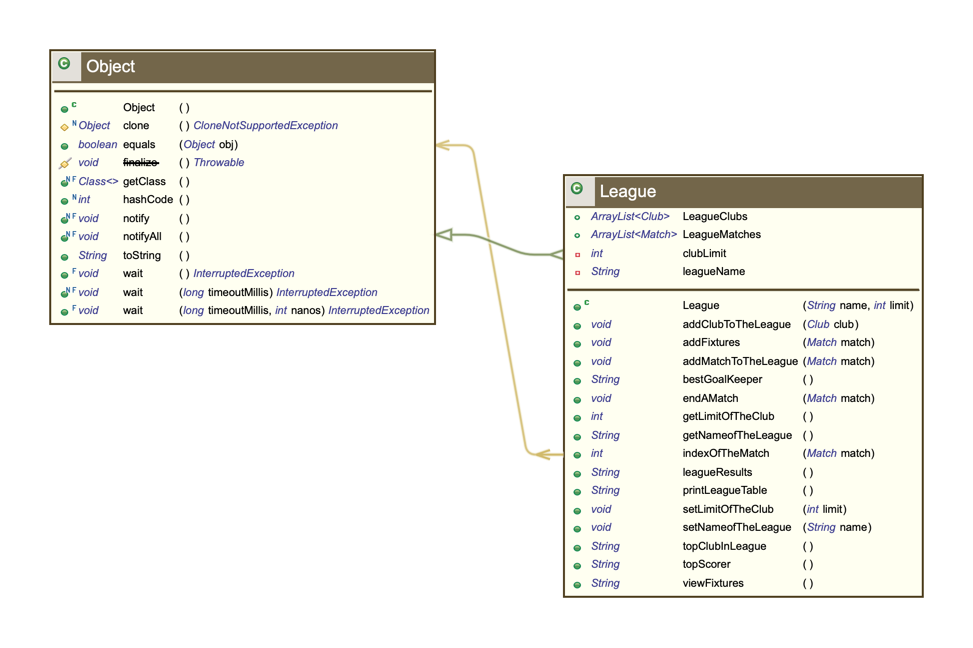 C Object
C Object ( )
N Object clone ( ) CloneNotSupportedException
boolean equals (Object obj)
void finalize ( ) Throwable
N F Class<> getClass ( )
N int hashCode ( )
N F void notify ( )
N F void notifyAll ( )
String toString ( )
F void wait ( ) InterruptedException
N F void wait (long timeoutMillis) InterruptedException
F void wait (long timeoutMillis, int nanos) InterruptedException
C League
ArrayList<Club> LeagueClubs
ArrayList<Match> LeagueMatches
int clubLimit
String leagueName
C League (String name, int limit)
void addClubToTheLeague (Club club)
void addFixtures (Match match)
void addMatchToTheLeague (Match match)
String bestGoalKeeper ( )
void endAMatch (Match match)
int getLimitOfTheClub ( )
String getNameofTheLeague ( )
int indexOfTheMatch (Match match)
String leagueResults ( )
String printLeagueTable ( )
void setLimitOfTheClub (int limit)
void setNameofTheLeague (String name)
String topClubInLeague ( )
String topScorer ( )
String viewFixtures ( )